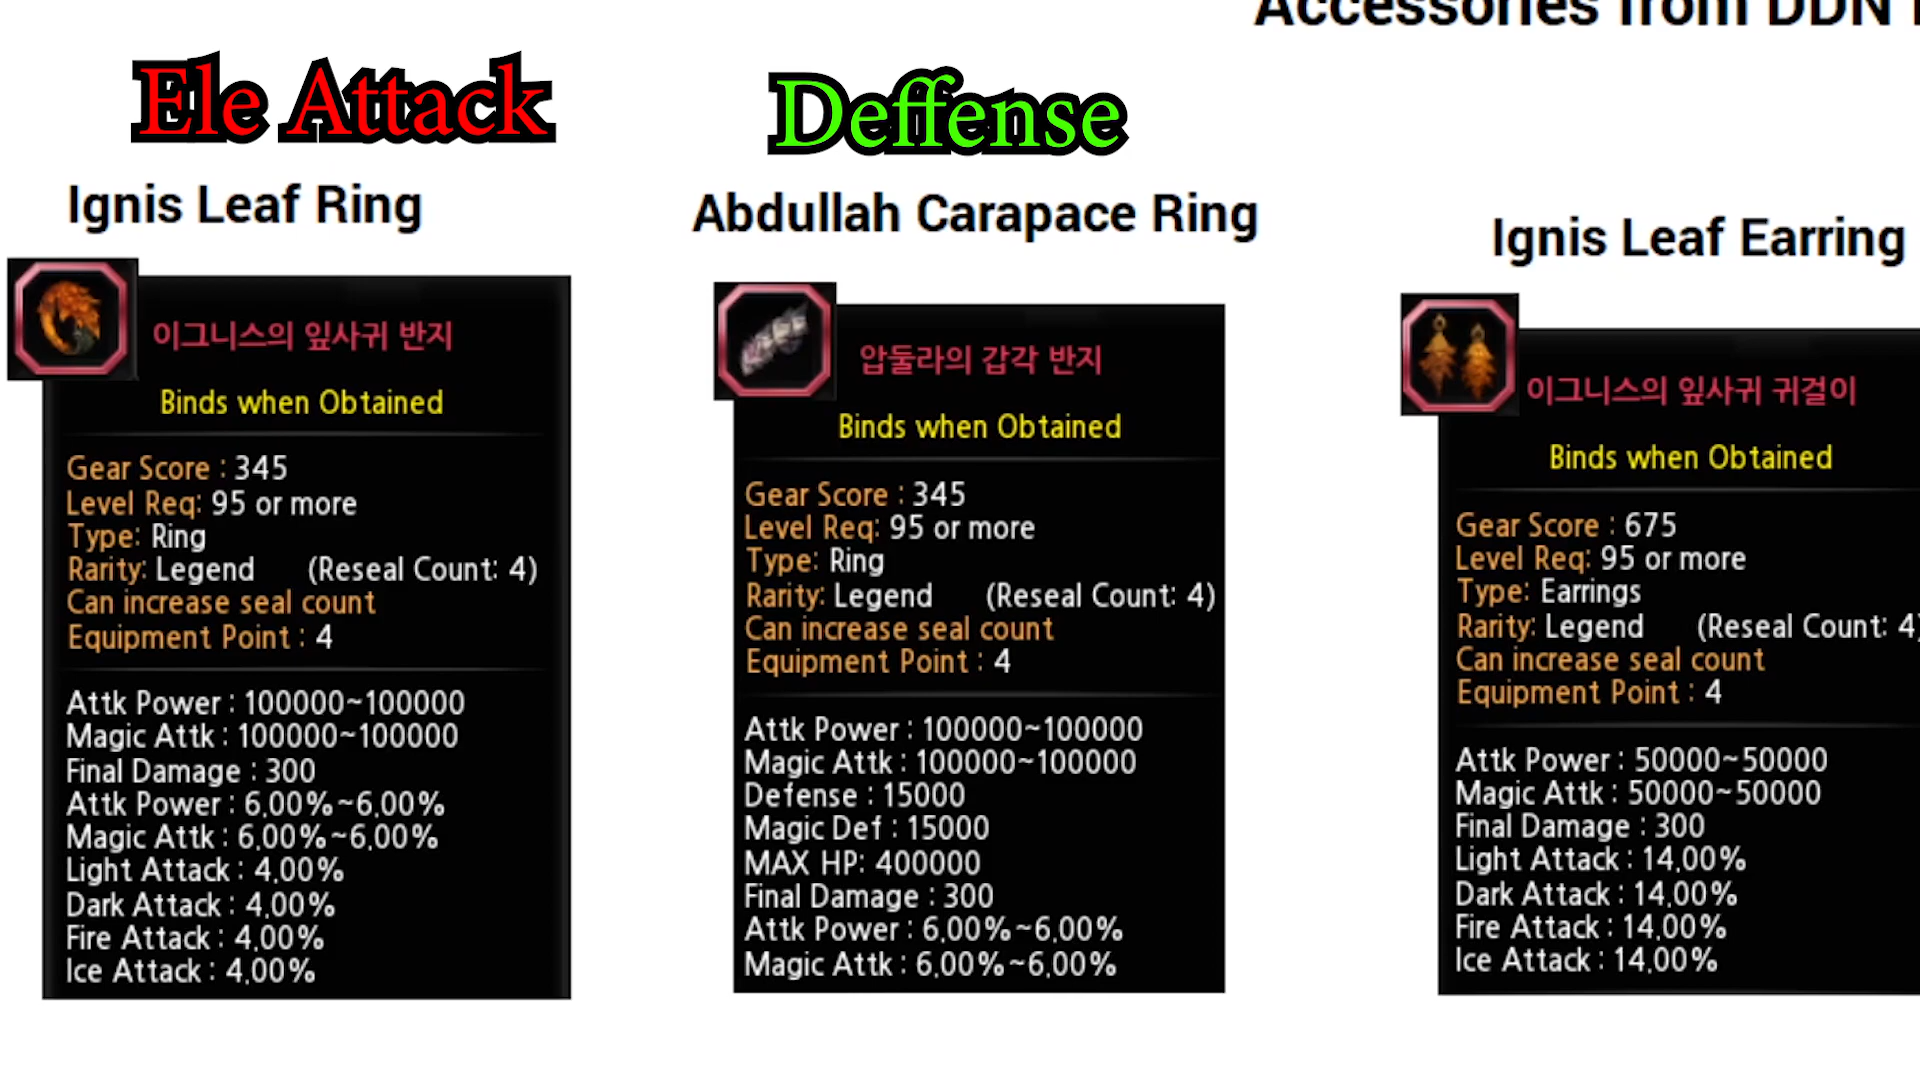 Accessories from DDN
Ele Attack
Deffense
Ignis Leaf Ring
이그니스의 잎사귀 반지
Binds when Obtained
Gear Score : 345
Level Req: 95 or more
Type: Ring
Rarity: Legend (Reseal Count: 4)
Can increase seal count
Equipment Point : 4
Attk Power : 100000~100000
Magic Attk : 100000~100000
Final Damage : 300
Attk Power : 6.00%~6.00%
Magic Attk : 6.00%~6.00%
Light Attack : 4.00%
Dark Attack : 4.00%
Fire Attack : 4.00%
Ice Attack : 4.00%
Abdullah Carapace Ring
압둘라의 갑각 반지
Binds when Obtained
Gear Score : 345
Level Req: 95 or more
Type: Ring
Rarity: Legend (Reseal Count: 4)
Can increase seal count
Equipment Point : 4
Attk Power : 100000~100000
Magic Attk : 100000~100000
Defense : 15000
Magic Def : 15000
MAX HP: 400000
Final Damage : 300
Attk Power : 6.00%~6.00%
Magic Attk : 6.00%~6.00%
Ignis Leaf Earring
이그니스의 잎사귀 귀걸이
Binds when Obtained
Gear Score : 675
Level Req: 95 or more
Type: Earrings
Rarity: Legend (Reseal Count: 4)
Can increase seal count
Equipment Point : 4
Attk Power : 50000~50000
Magic Attk : 50000~50000
Final Damage : 300
Light Attack : 14.00%
Dark Attack : 14.00%
Fire Attack : 14.00%
Ice Attack : 14.00%